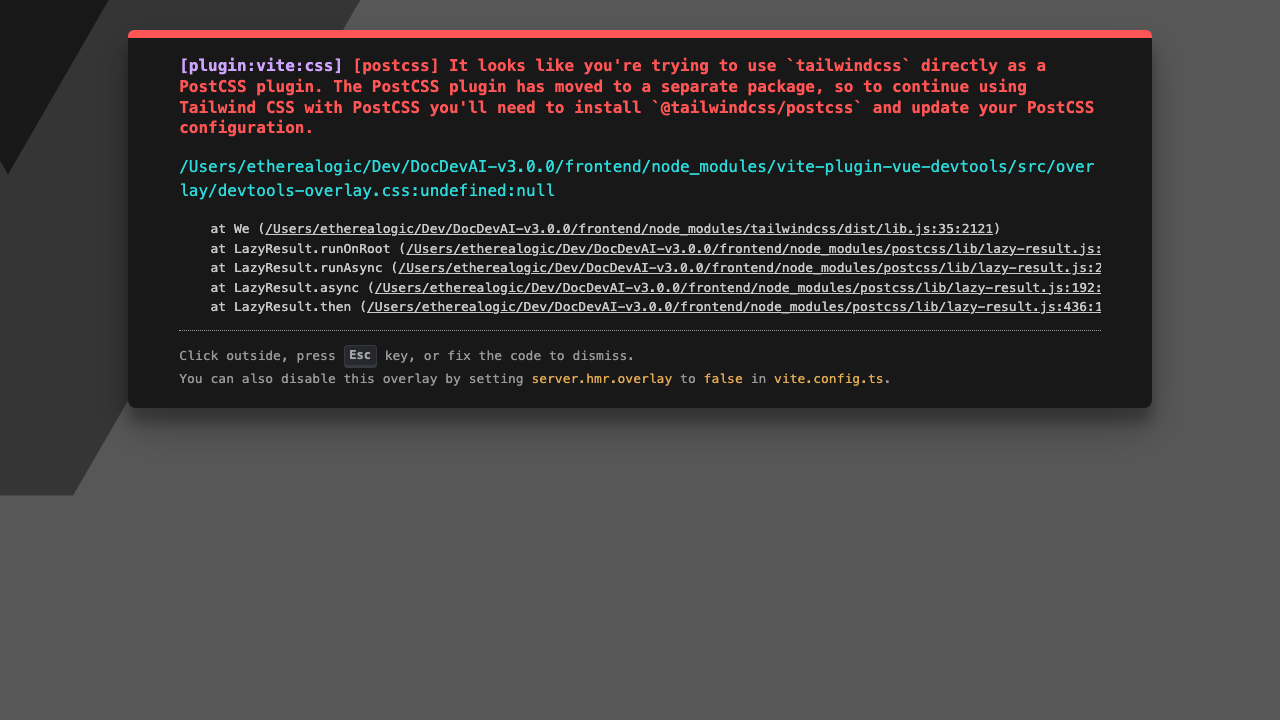 [plugin:vite:css] [postcss] It looks like you're trying to use `tailwindcss` directly as a
PostCSS plugin. The PostCSS plugin has moved to a separate package, so to continue using
Tailwind CSS with PostCSS you'll need to install `@tailwindcss/postcss` and update your PostCSS
configuration.
/Users/etherealogic/Dev/DocDevAI-v3.0.0/frontend/node_modules/vite-plugin-vue-devtools/src/over
lay/devtools-overlay.css:undefined:null
at We (/Users/etherealogic/Dev/DocDevAI-v3.0.0/frontend/node_modules/tailwindcss/dist/lib.js:35:2121)
at LazyResult.runOnRoot (/Users/etherealogic/Dev/DocDevAI-v3.0.0/frontend/node_modules/postcss/lib/lazy-result.js:
at LazyResult.runAsync (/Users/etherealogic/Dev/DocDevAI-v3.0.0/frontend/node_modules/postcss/lib/lazy-result.js:2
at LazyResult.async (/Users/etherealogic/Dev/DocDevAI-v3.0.0/frontend/node_modules/postcss/lib/lazy-result.js:192:
at LazyResult.then (/Users/etherealogic/Dev/DocDevAI-v3.0.0/frontend/node_modules/postcss/lib/lazy-result.js:436:1
Click outside, press Esc key, or fix the code to dismiss.
You can also disable this overlay by setting server.hmr.overlay to false in vite.config.ts.